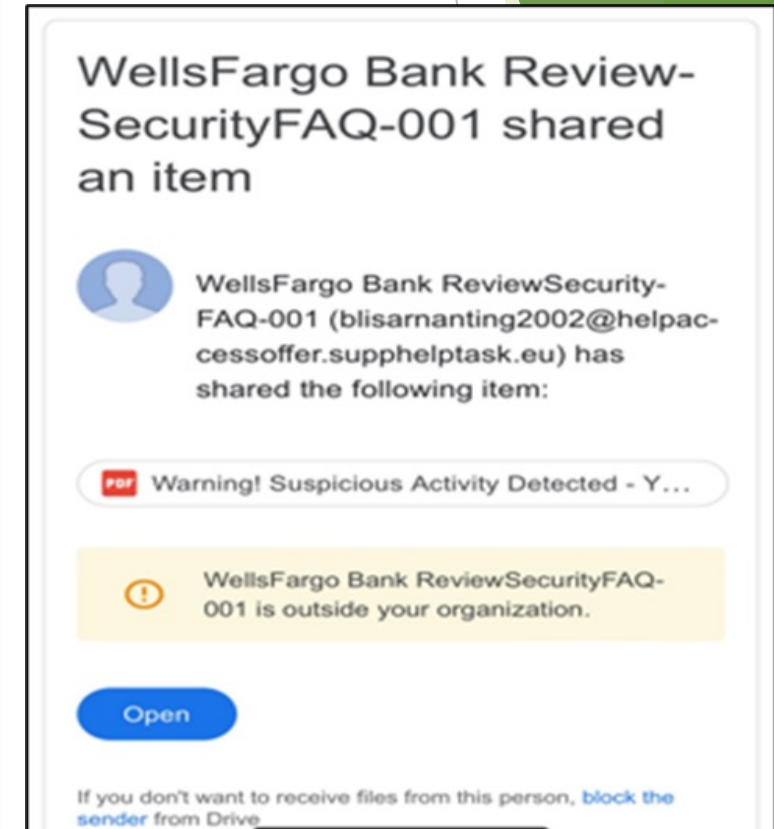 WellsFargo Bank Review-
SecurityFAQ-001 shared
an item
WellsFargo Bank ReviewSecurity-
FAQ-001 (blisarnanting2002@helpac-
cessoffer.supphelptask.eu) has
shared the following item:
PDF Warning! Suspicious Activity Detected - Y...
WellsFargo Bank ReviewSecurityFAQ-
001 is outside your organization.
Open
If you don't want to receive files from this person, block the
sender from Drive